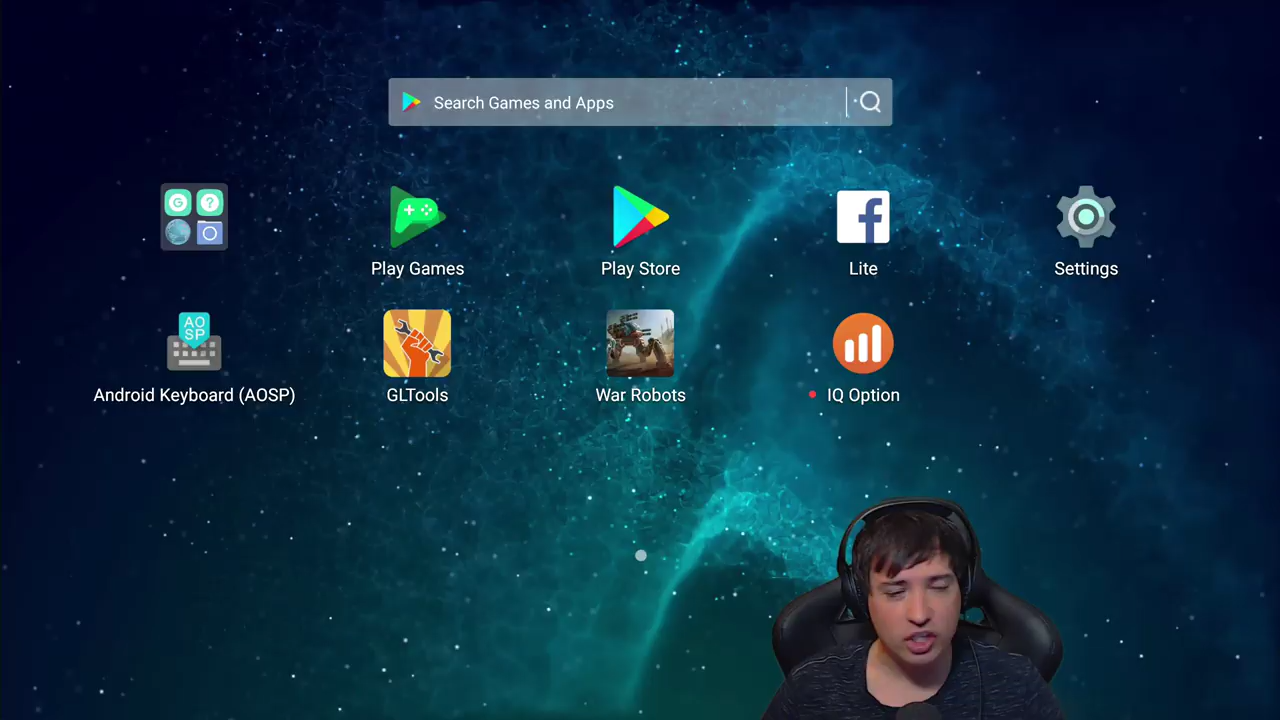 Search Games and Apps
G ?
Play Games
Play Store
f
Lite
Settings
AO
SP
Android Keyboard (AOSP)
GLTools
War Robots
IQ Option